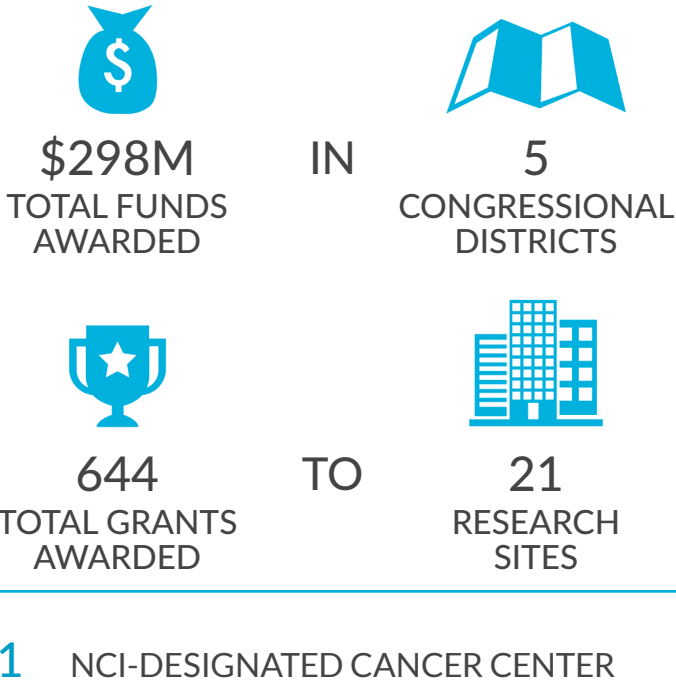 $
$298M IN 5
TOTAL FUNDS CONGRESSIONAL
AWARDED DISTRICTS
644 TO 21
TOTAL GRANTS RESEARCH
AWARDED SITES
1 NCI-DESIGNATED CANCER CENTER